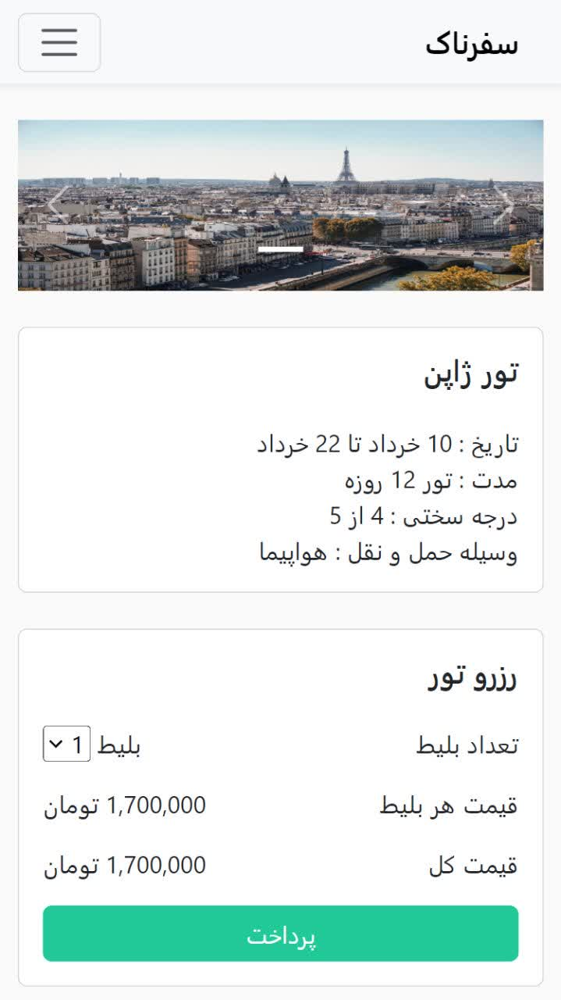 سفرناک
تور ژاپن
تاریخ : 10 خرداد تا 22 خرداد
مدت : تور 12 روزه
درجه سختی : 4 از 5
وسیله حمل و نقل : هواپیما
رزرو تور
تعداد بلیط 1 بلیط
قیمت هر بلیط 1,700,000 تومان
قیمت کل 1,700,000 تومان
پرداخت